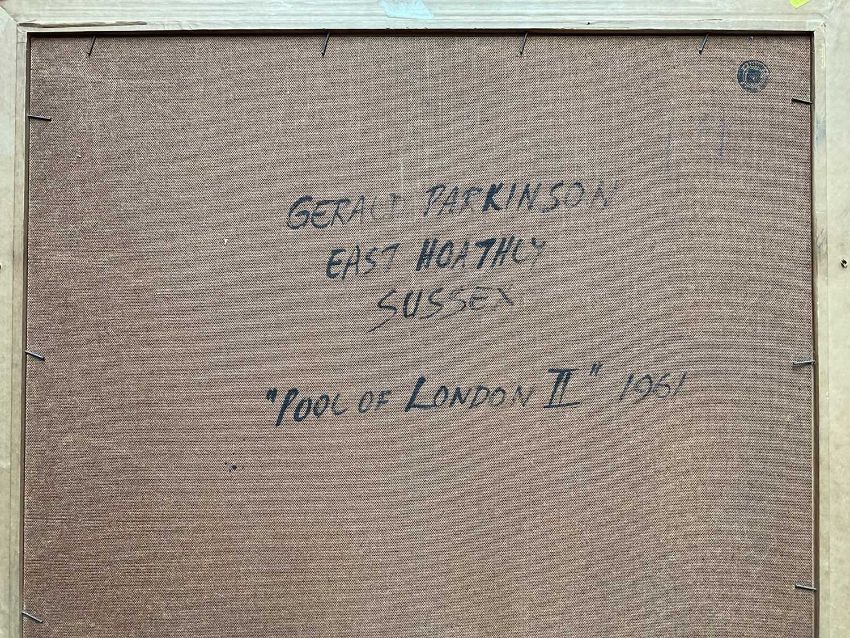 GERALD PARKINSON
EAST HOATHLY
SUSSEX
"POOL OF LONDON II" 1961